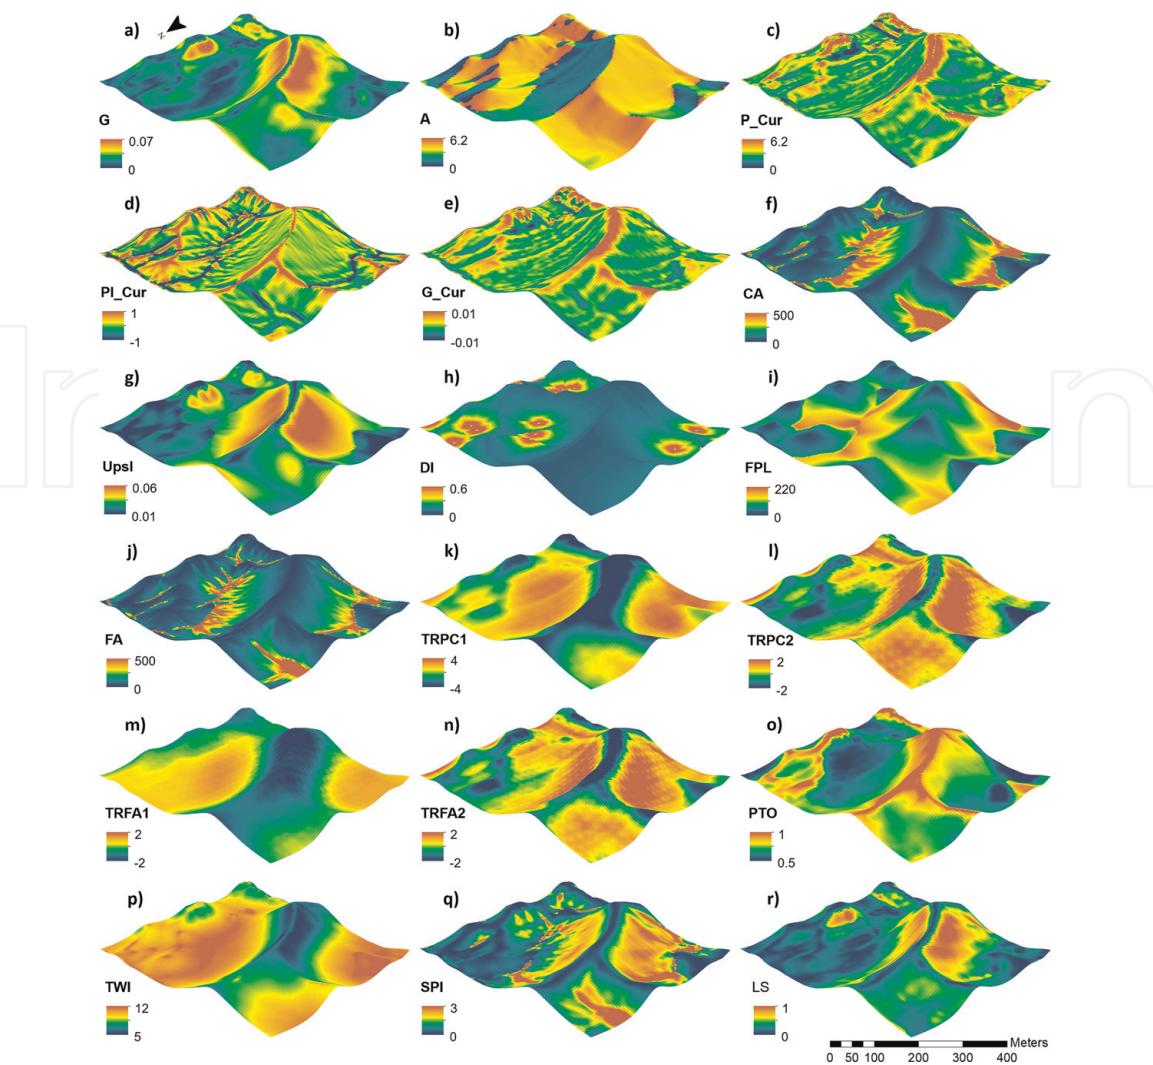 a) b) c)
z
G A P_Cur
0.07 6.2 6.2
0 0 0
d) e) f)
Pl_Cur G_Cur CA
1 0.01 500
-1 -0.01 0
g) h) i)
Upsl DI FPL
0.06 0.6 220
0.01 0 0
j) k) l)
FA TRPC1 TRPC2
500 4 2
0 -4 -2
m) n) o)
TRFA1 TRFA2 PTO
2 2 1
-2 -2 0.5
p) q) r)
TWI SPI LS
12 3 1
5 0 0
Meters
0 50 100 200 300 400